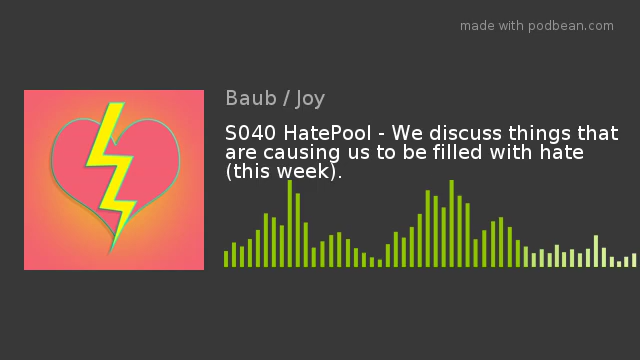 made with podbean.com
Baub / Joy
S040 HatePool - We discuss things that
are causing us to be filled with hate
(this week).